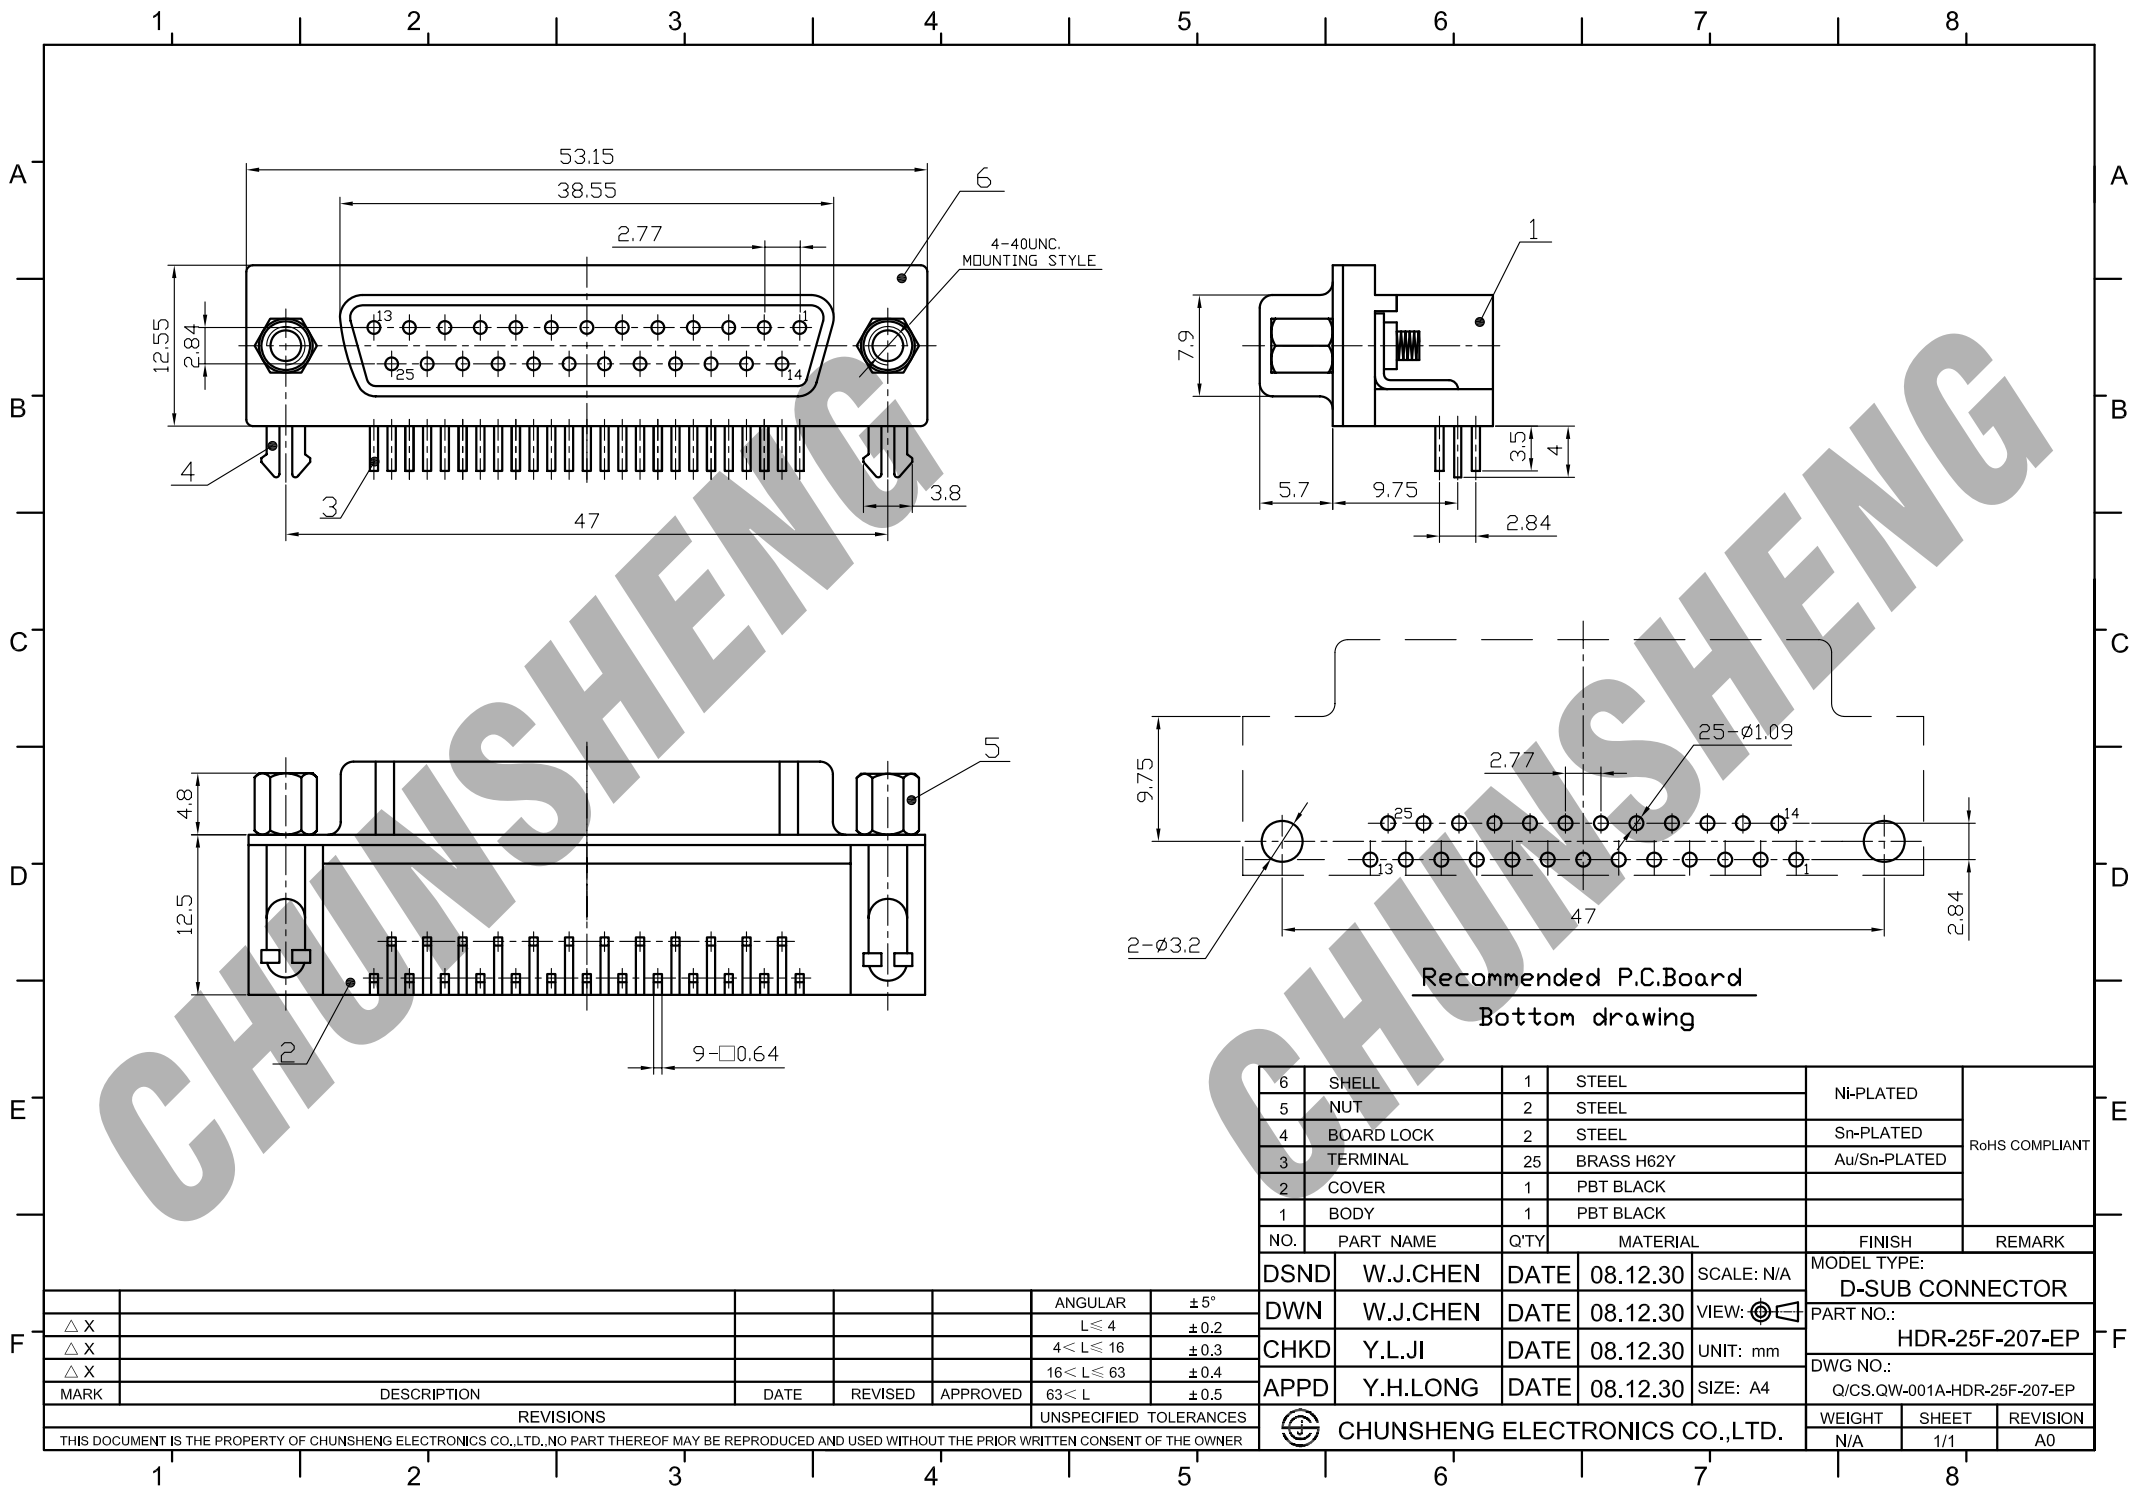 1 2 3 4 5 6 7 8
A A
B B
C C
D D
E E
F F
53.15
38.55
2.77
6
4-40UNC.
MOUNTING STYLE
12.55
2.84
13
1
25
14
4
3
3.8
47
1
7.9
3.5
4
5.7
9.75
2.84
5
4.8
12.5
2
9-□0.64
25-ø1.09
2.77
9.75
25
14
13
1
47
2.84
2-ø3.2
Recommended P.C.Board
Bottom drawing
CHUNSHENG
CHUNSHENG
6 SHELL 1 STEEL Ni-PLATED
5 NUT 2 STEEL
4 BOARD LOCK 2 STEEL Sn-PLATED RoHS COMPLIANT
3 TERMINAL 25 BRASS H62Y Au/Sn-PLATED
2 COVER 1 PBT BLACK
1 BODY 1 PBT BLACK
NO. PART NAME Q'TY MATERIAL FINISH REMARK
DSND W.J.CHEN DATE 08.12.30 SCALE: N/A
MODEL TYPE:
D-SUB CONNECTOR
DWN W.J.CHEN DATE 08.12.30 VIEW:
PART NO.:
HDR-25F-207-EP
CHKD Y.L.JI DATE 08.12.30 UNIT: mm
DWG NO.:
Q/CS.QW-001A-HDR-25F-207-EP
APPD Y.H.LONG DATE 08.12.30 SIZE: A4
CHUNSHENG ELECTRONICS CO.,LTD.
WEIGHT SHEET REVISION
N/A 1/1 A0
ANGULAR ±5°
△ X L≤ 4 ±0.2
△ X 4< L≤ 16 ±0.3
△ X 16< L≤ 63 ±0.4
MARK DESCRIPTION DATE REVISED APPROVED 63< L ±0.5
REVISIONS UNSPECIFIED TOLERANCES
THIS DOCUMENT IS THE PROPERTY OF CHUNSHENG ELECTRONICS CO.,LTD.,NO PART THEREOF MAY BE REPRODUCED AND USED WITHOUT THE PRIOR WRITTEN CONSENT OF THE OWNER
1 2 3 4 5 6 7 8